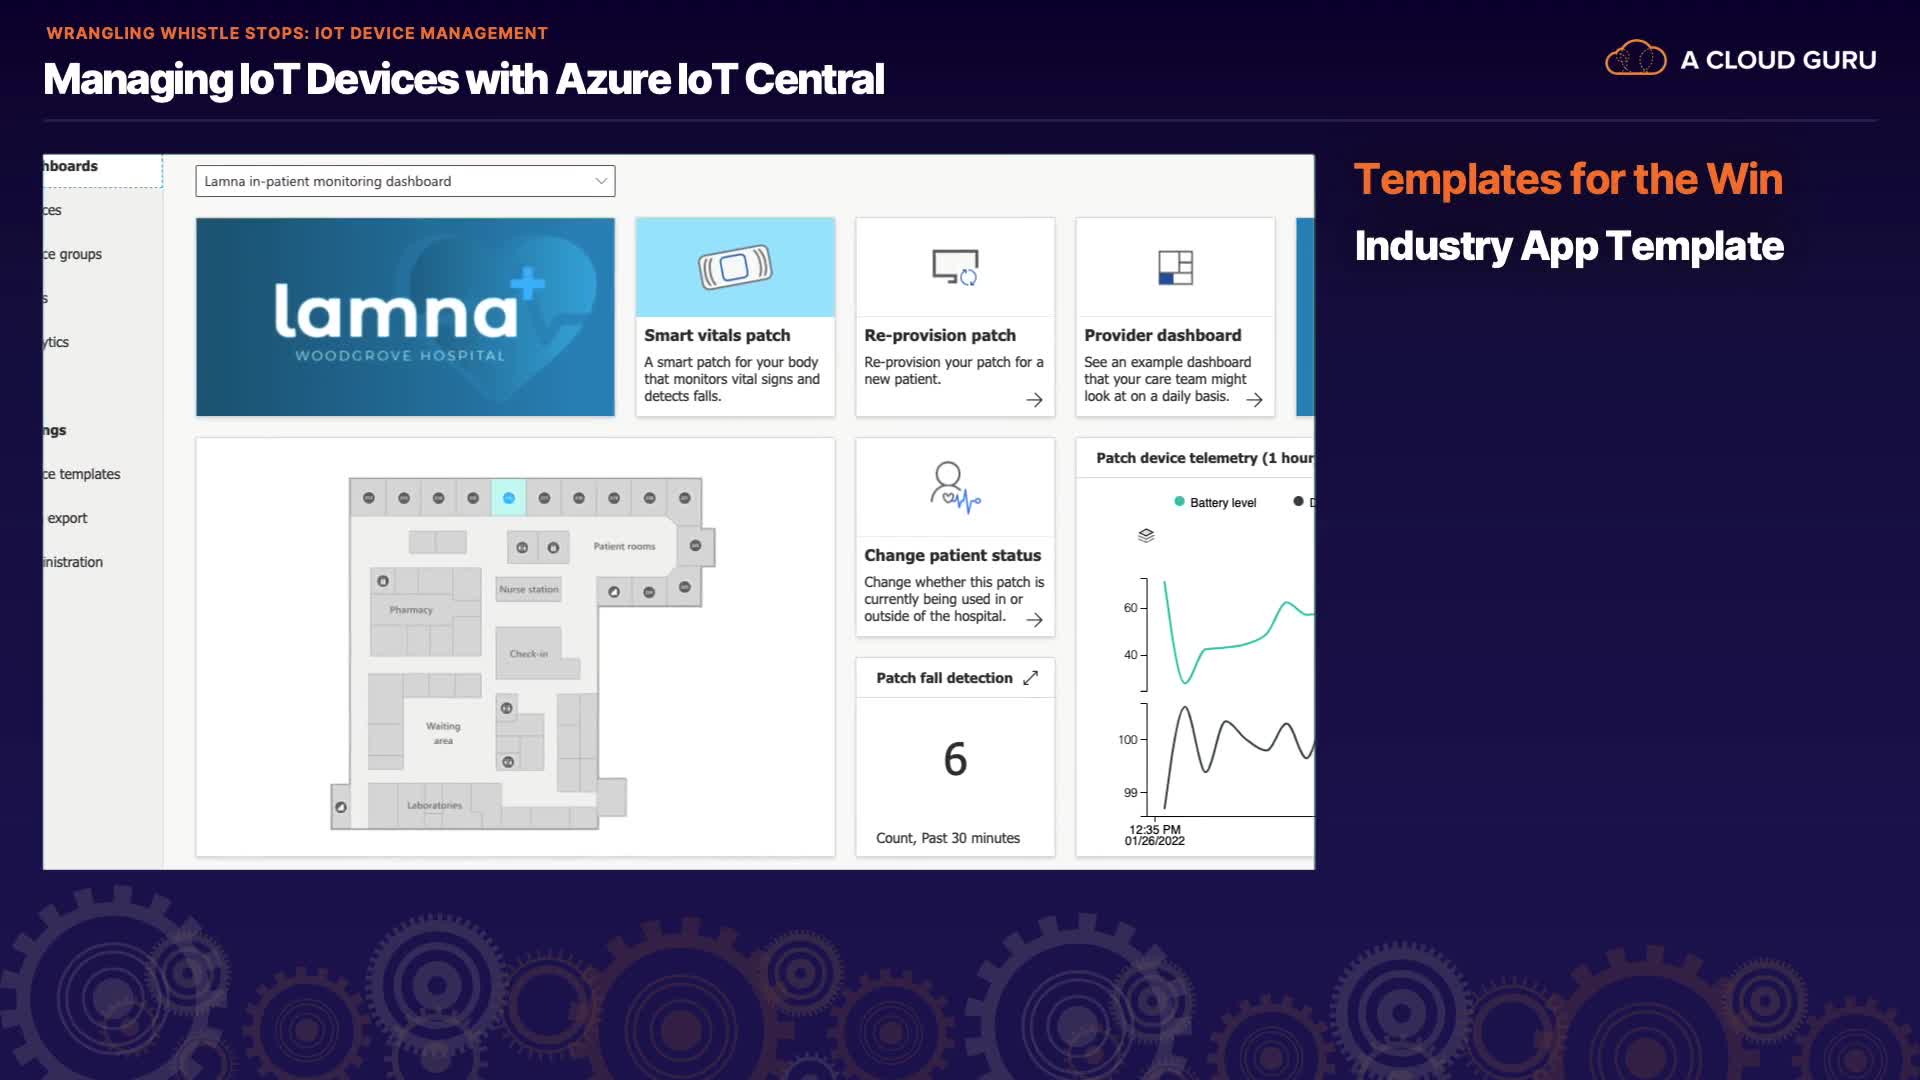 WRANGLING WHISTLE STOPS: IOT DEVICE MANAGEMENT
Managing IoT Devices with Azure IoT Central
A CLOUD GURU
Templates for the Win
Industry App Template
hboards
ces
ce groups
s
ytics
ngs
ce templates
export
inistration
Lamna in-patient monitoring dashboard
lamna
WOODGROVE HOSPITAL
Smart vitals patch
A smart patch for your body
that monitors vital signs and
detects falls.
Re-provision patch
Re-provision your patch for a
new patient.
Provider dashboard
See an example dashboard
that your care team might
look at on a daily basis.
Patient rooms
Nurse station
Pharmacy
Check-in
Waiting
area
Laboratories
Change patient status
Change whether this patch is
currently being used in or
outside of the hospital.
Patch fall detection
6
Count, Past 30 minutes
Patch device telemetry (1 hour
Battery level
D
60
40
100
99
12:35 PM
01/26/2022